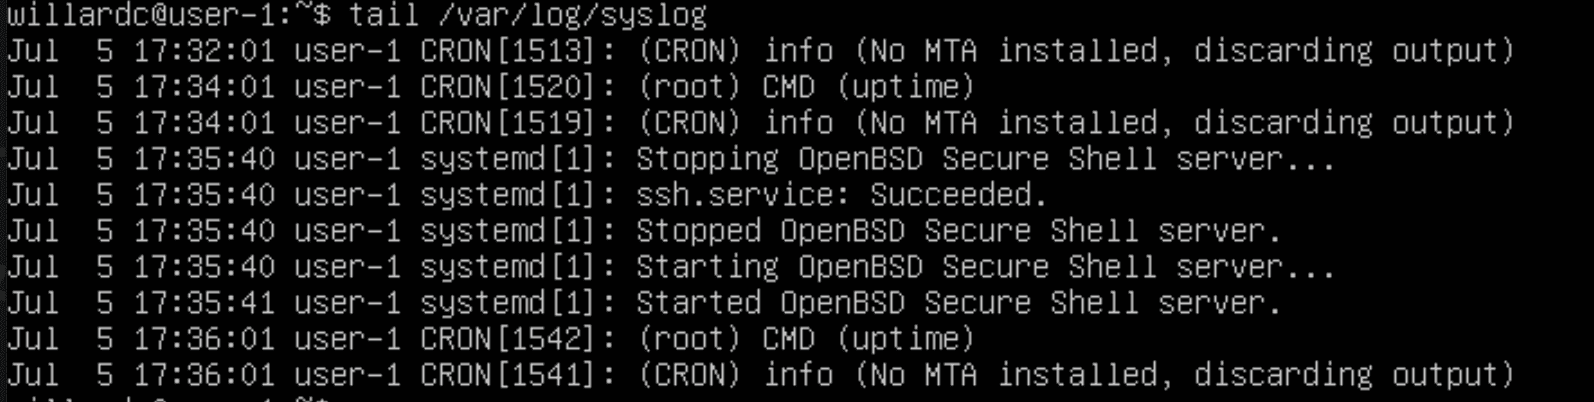 willardc@user-1:~$ tail /var/log/syslog
Jul  5 17:32:01 user-1 CRON[1513]: (CRON) info (No MTA installed, discarding output)
Jul  5 17:34:01 user-1 CRON[1520]: (root) CMD (uptime)
Jul  5 17:34:01 user-1 CRON[1519]: (CRON) info (No MTA installed, discarding output)
Jul  5 17:35:40 user-1 systemd[1]: Stopping OpenBSD Secure Shell server...
Jul  5 17:35:40 user-1 systemd[1]: ssh.service: Succeeded.
Jul  5 17:35:40 user-1 systemd[1]: Stopped OpenBSD Secure Shell server.
Jul  5 17:35:40 user-1 systemd[1]: Starting OpenBSD Secure Shell server...
Jul  5 17:35:41 user-1 systemd[1]: Started OpenBSD Secure Shell server.
Jul  5 17:36:01 user-1 CRON[1542]: (root) CMD (uptime)
Jul  5 17:36:01 user-1 CRON[1541]: (CRON) info (No MTA installed, discarding output)